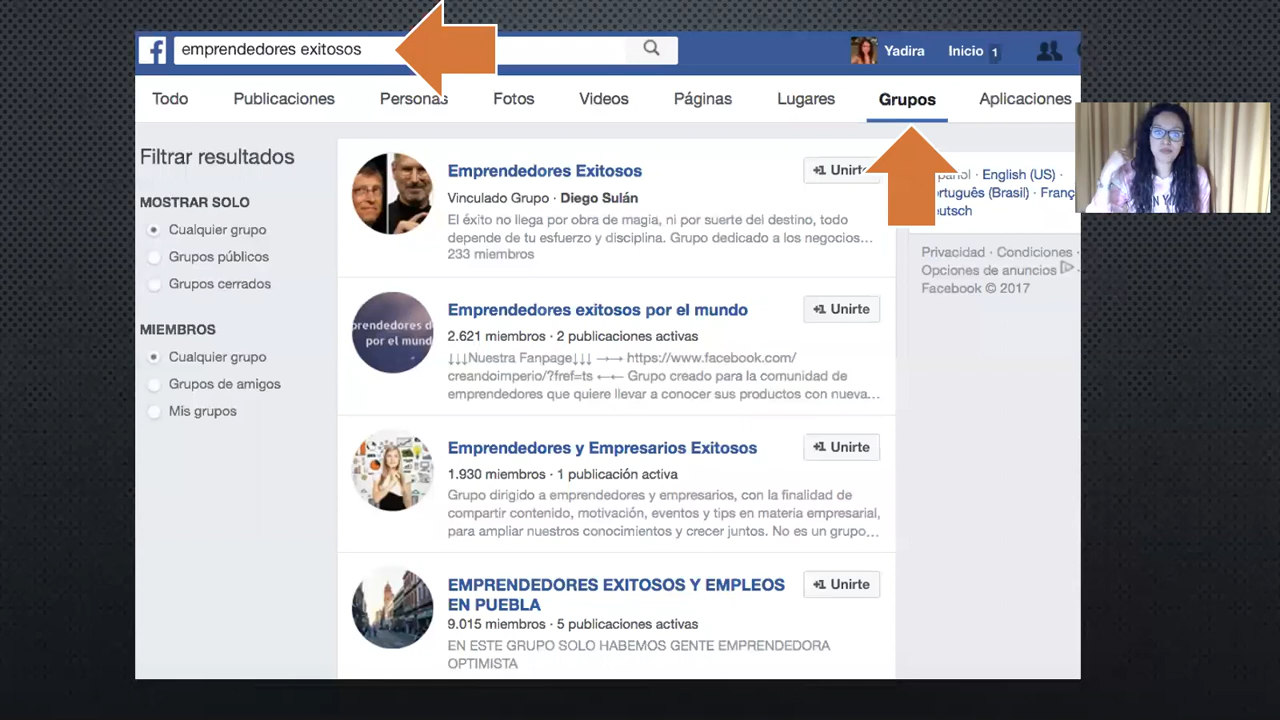 f
emprendedores exitosos
Yadira
Inicio 1
Todo
Publicaciones
Personas
Fotos
Videos
Páginas
Lugares
Grupos
Aplicaciones
Filtrar resultados
MOSTRAR SOLO
Cualquier grupo
Grupos públicos
Grupos cerrados
MIEMBROS
Cualquier grupo
Grupos de amigos
Mis grupos
Emprendedores Exitosos
+1 Unirte
Vinculado Grupo · Diego Sulán
El éxito no llega por obra de magia, ni por suerte del destino, todo
depende de tu esfuerzo y disciplina. Grupo dedicado a los negocios...
233 miembros
Emprendedores exitosos por el mundo
+1 Unirte
2.621 miembros · 2 publicaciones activas
↓↓↓Nuestra Fanpage↓↓↓ →→ https://www.facebook.com/
creandoimperio/?fref=ts ←← Grupo creado para la comunidad de
emprendedores que quiere llevar a conocer sus productos con nueva...
por el mund
Emprendedores y Empresarios Exitosos
+1 Unirte
1.930 miembros · 1 publicación activa
Grupo dirigido a emprendedores y empresarios, con la finalidad de
compartir contenido, motivación, eventos y tips en materia empresarial,
para ampliar nuestros conocimientos y crecer juntos. No es un grupo...
EMPRENDEDORES EXITOSOS Y EMPLEOS
EN PUEBLA
+1 Unirte
9.015 miembros · 5 publicaciones activas
EN ESTE GRUPO SOLO HABEMOS GENTE EMPRENDEDORA
OPTIMISTA
English (US) ·
(Brasil) ·
Privacidad · Condiciones ·
Opciones de anuncios ·
Facebook © 2017